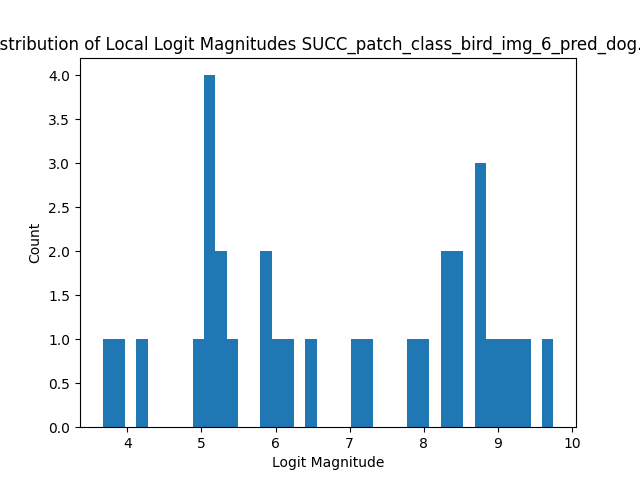 stribution of Local Logit Magnitudes SUCC_patch_class_bird_img_6_pred_dog.
4.0
3.5
3.0
2.5
2.0
1.5
1.0
0.5
0.0
Count
4 5 6 7 8 9 10
Logit Magnitude